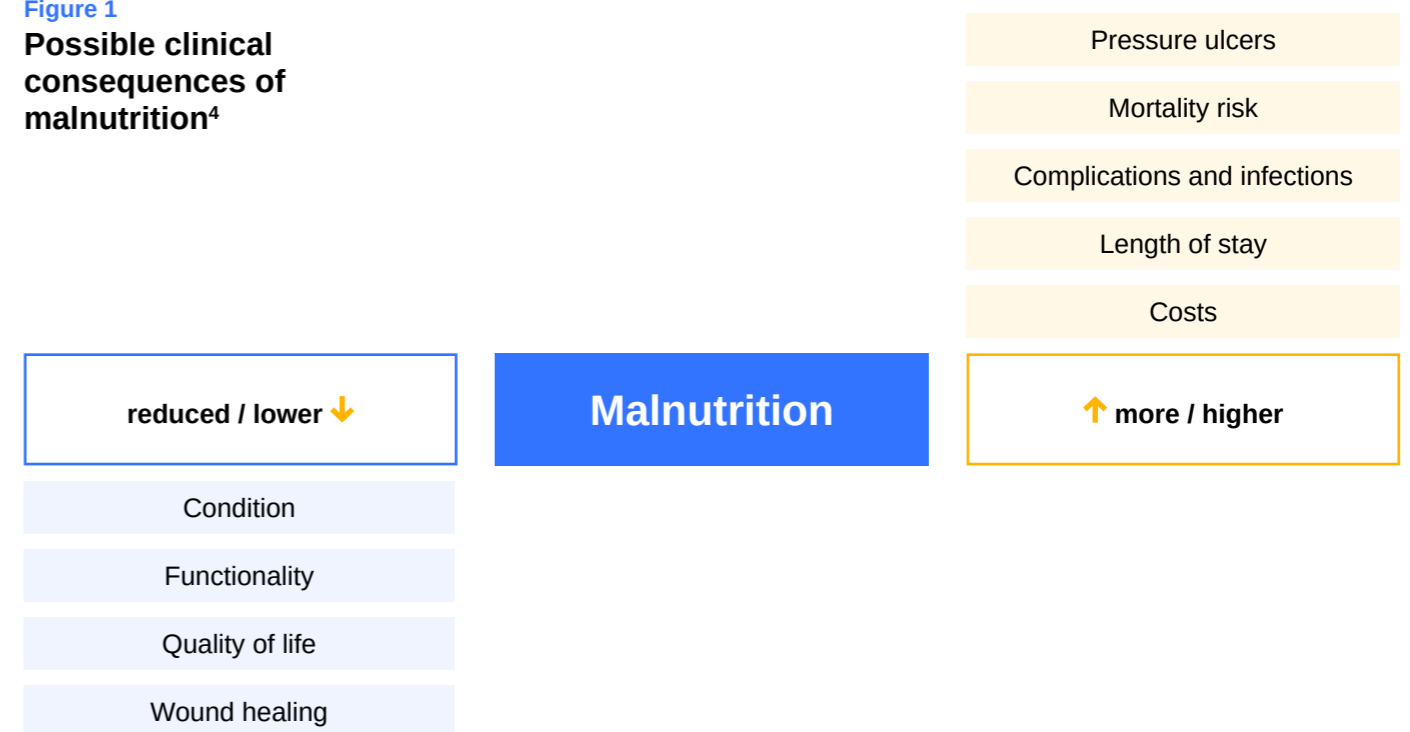 Figure 1
Possible clinical
consequences of
malnutrition⁴
Pressure ulcers
Mortality risk
Complications and infections
Length of stay
Costs
reduced / lower ↓
Malnutrition
↑ more / higher
Condition
Functionality
Quality of life
Wound healing